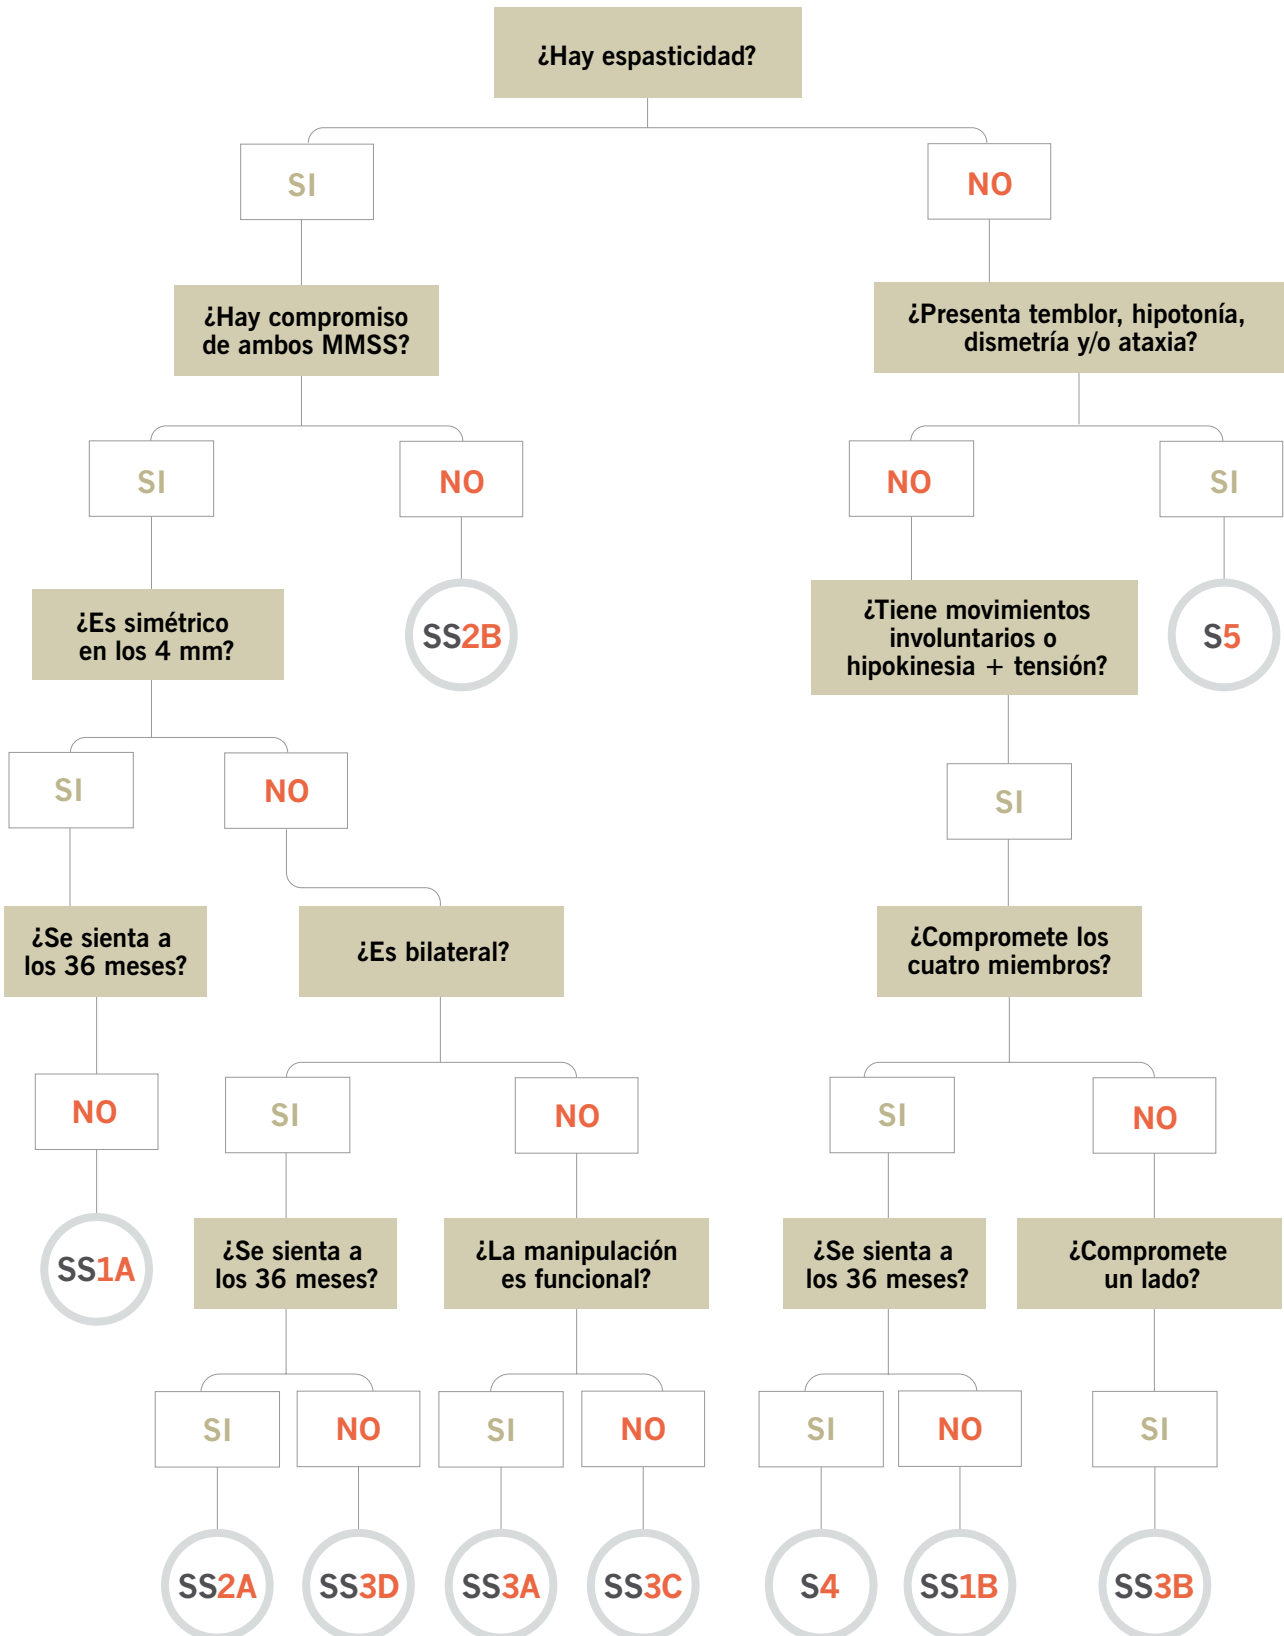 ¿Hay espasticidad?
SI
NO
¿Hay compromiso
de ambos MMSS?
¿Presenta temblor, hipotonía,
dismetría y/o ataxia?
SI
NO
NO
SI
¿Es simétrico
en los 4 mm?
SS2B
¿Tiene movimientos
involuntarios o
hipokinesia + tensión?
S5
SI
NO
SI
¿Se sienta a
los 36 meses?
¿Es bilateral?
¿Compromete los
cuatro miembros?
NO
SI
NO
SI
NO
SS1A
¿Se sienta a
los 36 meses?
¿La manipulación
es funcional?
¿Se sienta a
los 36 meses?
¿Compromete
un lado?
SI
NO
SI
NO
SI
NO
SI
SS2A
SS3D
SS3A
SS3C
S4
SS1B
SS3B